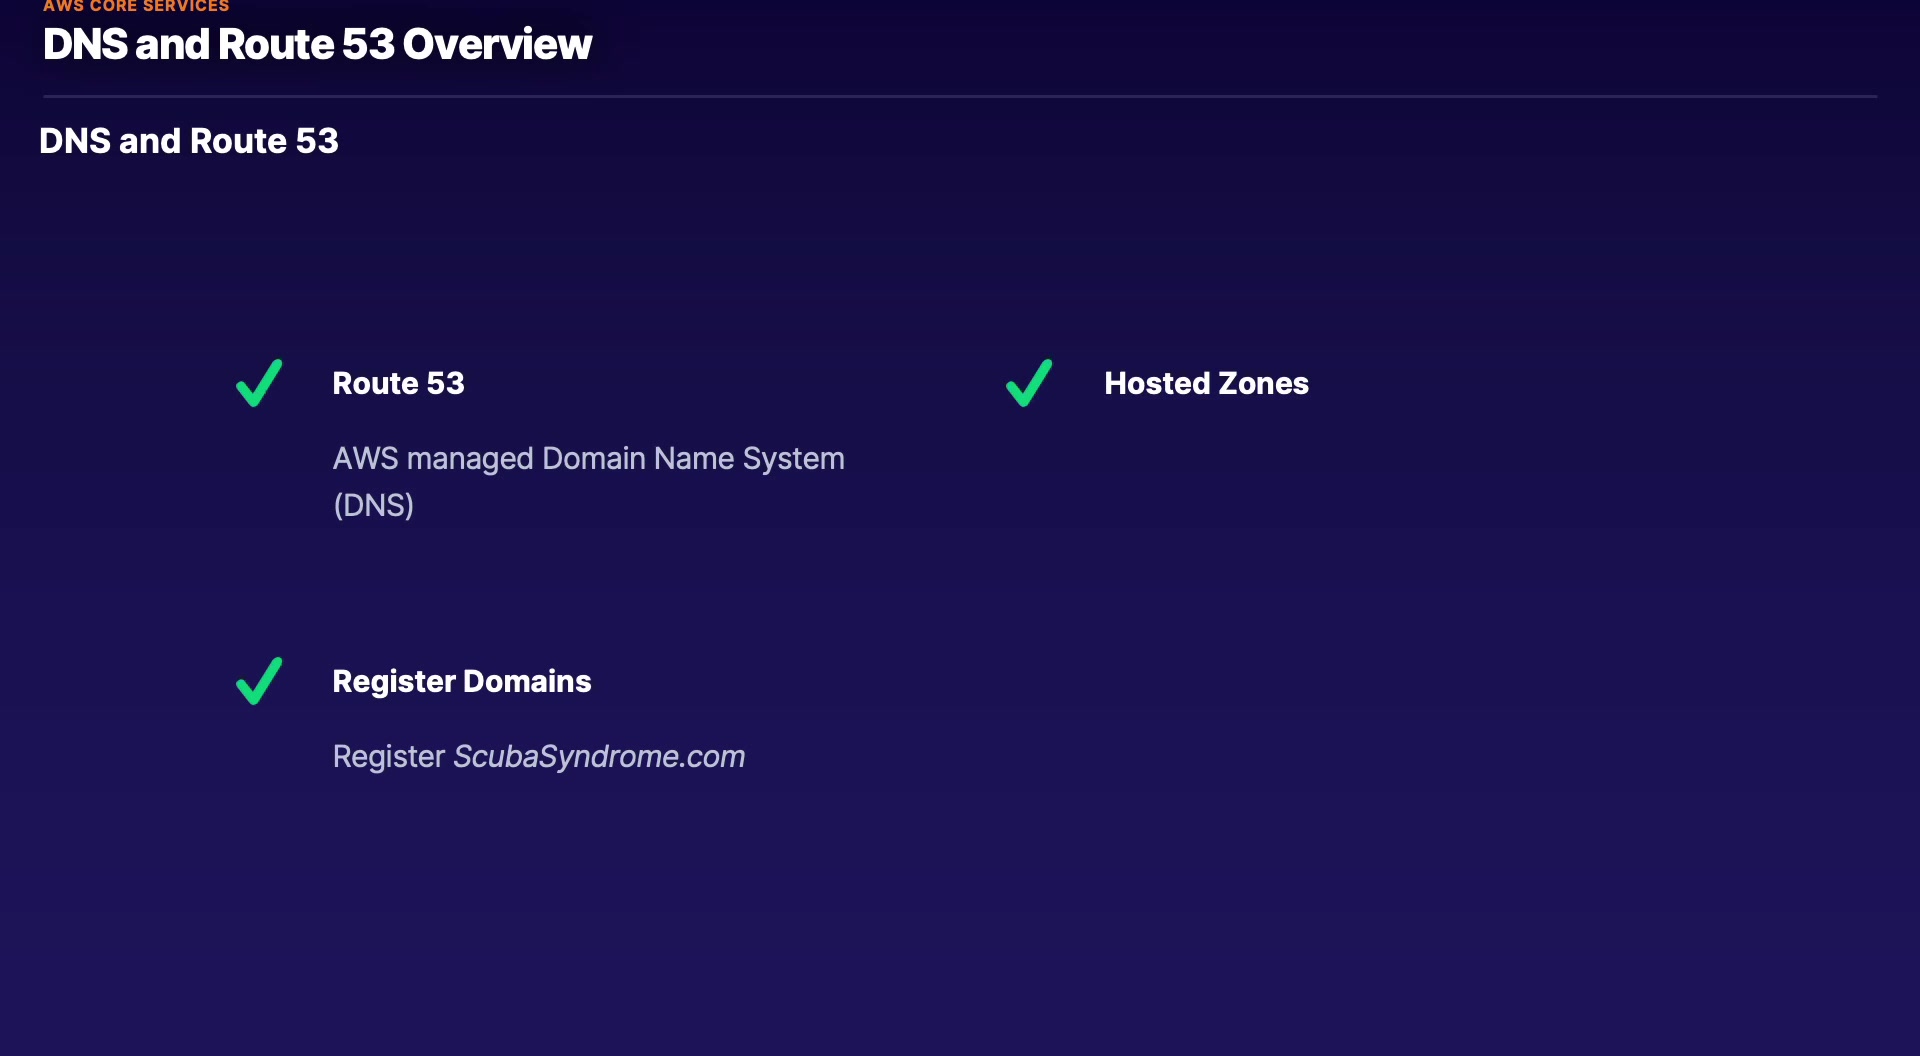 AWS CORE SERVICES
DNS and Route 53 Overview
DNS and Route 53
Route 53
AWS managed Domain Name System
(DNS)
Hosted Zones
Register Domains
Register ScubaSyndrome.com